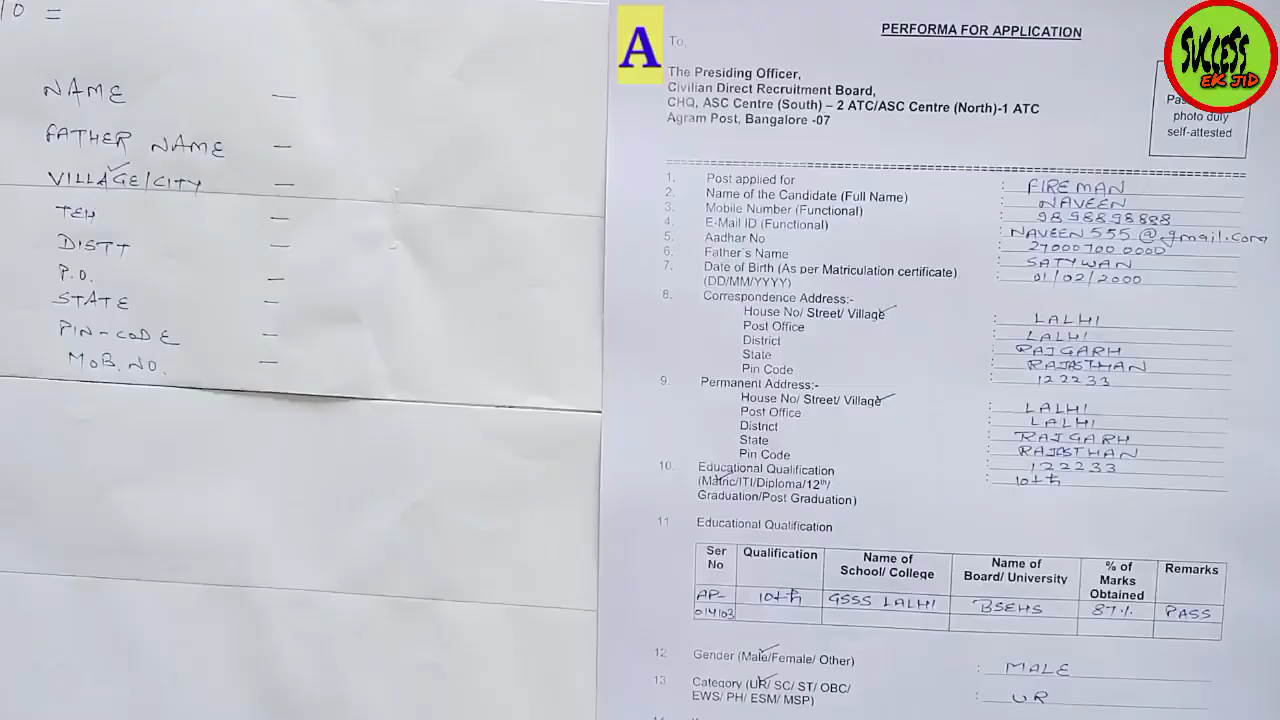 10 =
NAME —
FATHER NAME —
VILLAGE/CITY —
TEH —
DISTT —
P.O. —
STATE —
PIN-CODE —
MOB. NO. —
A
SUCCESS
EK JID
PERFORMA FOR APPLICATION
To,
The Presiding Officer,
Civilian Direct Recruitment Board,
CHQ, ASC Centre (South) – 2 ATC/ASC Centre (North)-1 ATC
Agram Post, Bangalore -07
photo duly
self-attested
1. Post applied for : FIREMAN
2. Name of the Candidate (Full Name) : NAVEEN
3. Mobile Number (Functional) : 9898898888
4. E-Mail ID (Functional) : NAVEEN555@gmail.com
5. Aadhar No : 27000700 0000
6. Father's Name : SATYWAN
7. Date of Birth (As per Matriculation certificate) : 01/02/2000
(DD/MM/YYYY)
8. Correspondence Address:-
House No/ Street/ Village : LALHI
Post Office : LALHI
District : RAJGARH
State : RAJASTHAN
Pin Code : 122233
9. Permanent Address:-
House No/ Street/ Village : LALHI
Post Office : LALHI
District : RAJGARH
State : RAJASTHAN
Pin Code : 122233
10. Educational Qualification : 10th
(Matric/ITI/Diploma/12th/
Graduation/Post Graduation)
11 Educational Qualification
Ser No Qualification Name of School/ College Name of Board/ University % of Marks Obtained Remarks
AP-014103 10th GSSS LALHI BSEHS 87% PASS
12 Gender (Male/Female/ Other) : MALE
13 Category (UR/ SC/ ST/ OBC/ : UR
EWS/ PH/ ESM/ MSP)